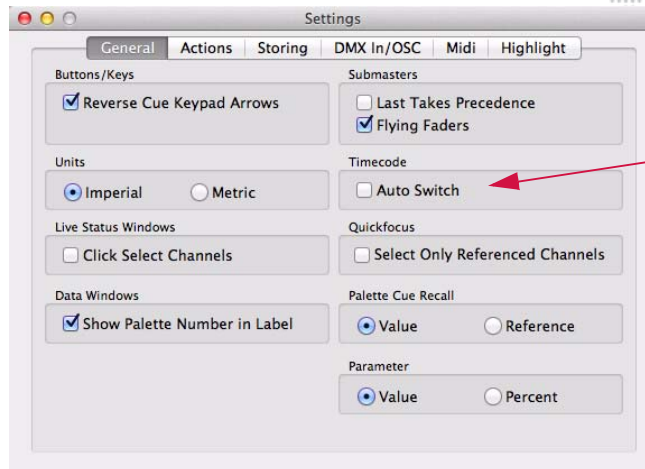 Settings
General Actions Storing DMX In/OSC Midi Highlight
Buttons/Keys
Reverse Cue Keypad Arrows
Submasters
Last Takes Precedence
Flying Faders
Units
Imperial Metric
Timecode
Auto Switch
Live Status Windows
Click Select Channels
Quickfocus
Select Only Referenced Channels
Data Windows
Show Palette Number in Label
Palette Cue Recall
Value Reference
Parameter
Value Percent